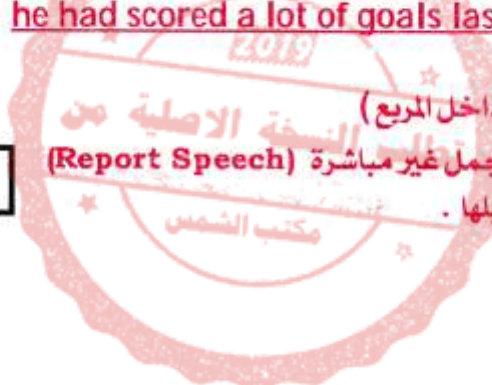 he had scored a lot of goals las
2019
داخل المربع )
النسخة الاصلية من
جمل غير مباشرة (Report Speech)
لها .
مكتب الشمس